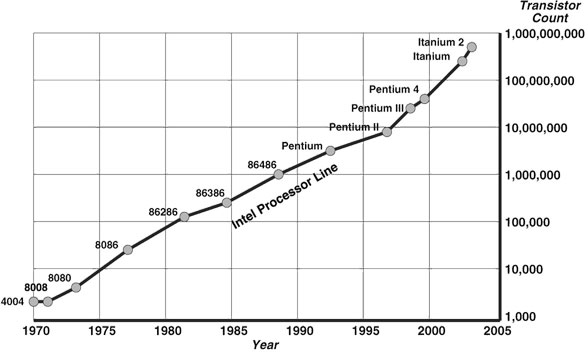 Transistor
Count
1,000,000,000
Itanium 2
Itanium
100,000,000
Pentium 4
Pentium III
Pentium II
10,000,000
Pentium
86486
1,000,000
86386
Intel Processor Line
86286
100,000
8086
8080
10,000
8008
4004
1,000
1970
1975
1980
1985
1990
1995
2000
2005
Year